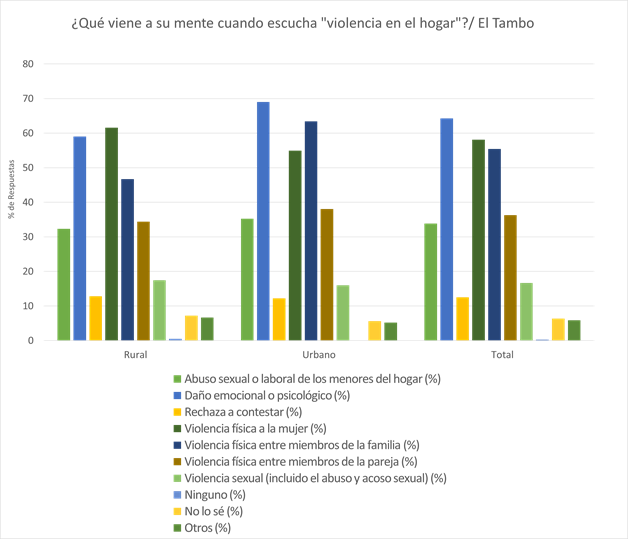 ¿Qué viene a su mente cuando escucha "violencia en el hogar"?/ El Tambo
80
70
60
50
40
30
20
10
0
% de Respuestas
Rural Urbano Total
Abuso sexual o laboral de los menores del hogar (%)
Daño emocional o psicológico (%)
Rechaza a contestar (%)
Violencia física a la mujer (%)
Violencia física entre miembros de la familia (%)
Violencia física entre miembros de la pareja (%)
Violencia sexual (incluido el abuso y acoso sexual) (%)
Ninguno (%)
No lo sé (%)
Otros (%)